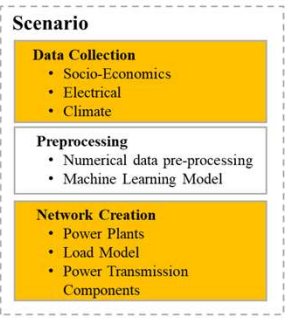 Scenario
Data Collection
• Socio-Economics
• Electrical
• Climate
Preprocessing
• Numerical data pre-processing
• Machine Learning Model
Network Creation
• Power Plants
• Load Model
• Power Transmission
Components